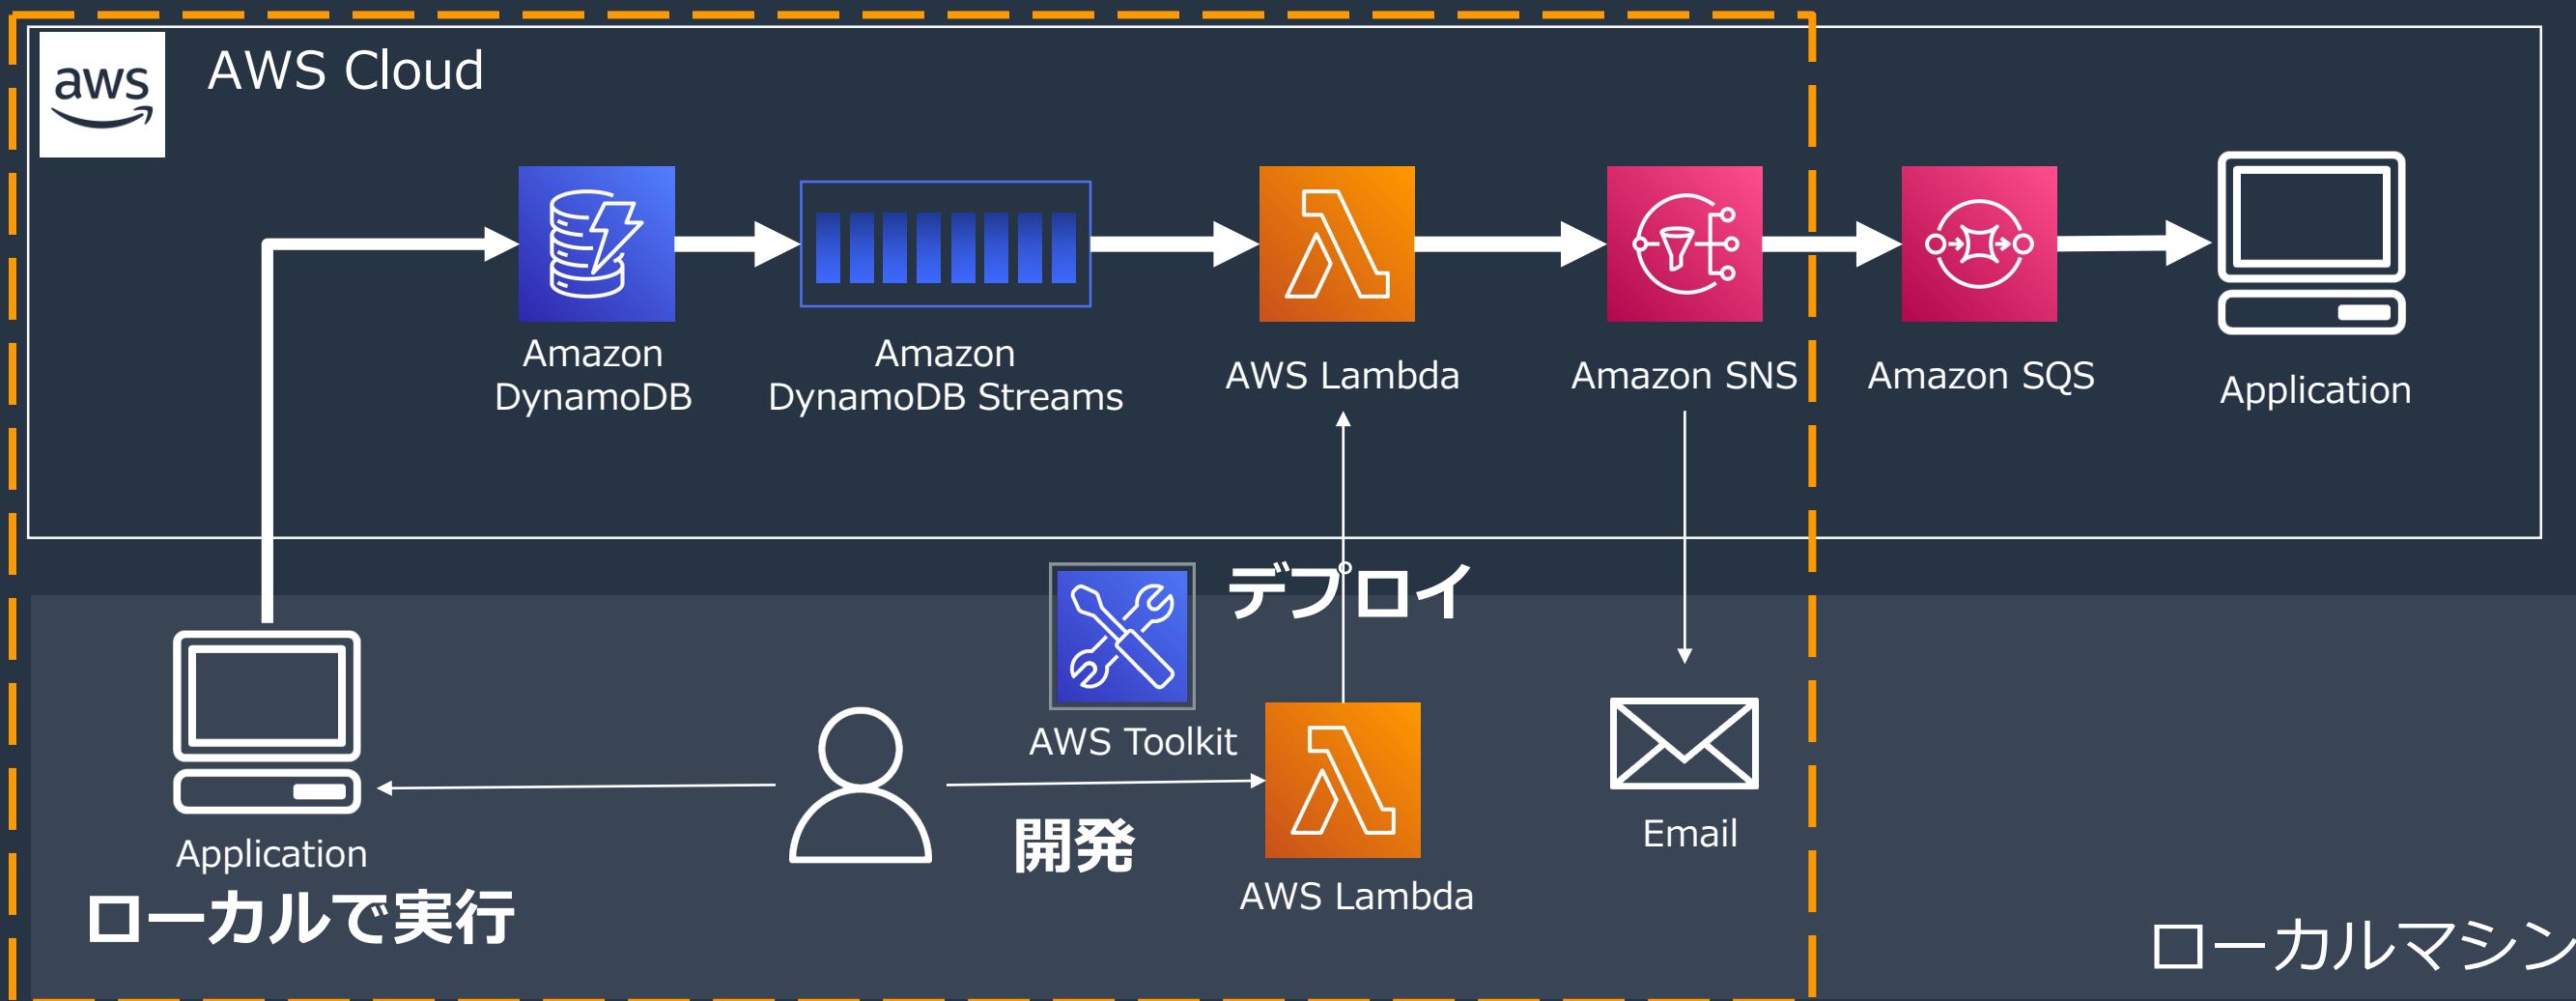 aws
AWS Cloud
Amazon
DynamoDB
Amazon
DynamoDB Streams
AWS Lambda
Amazon SNS
Amazon SQS
Application
デプロイ
AWS Toolkit
開発
AWS Lambda
Email
Application
ローカルで実行
ローカルマシン